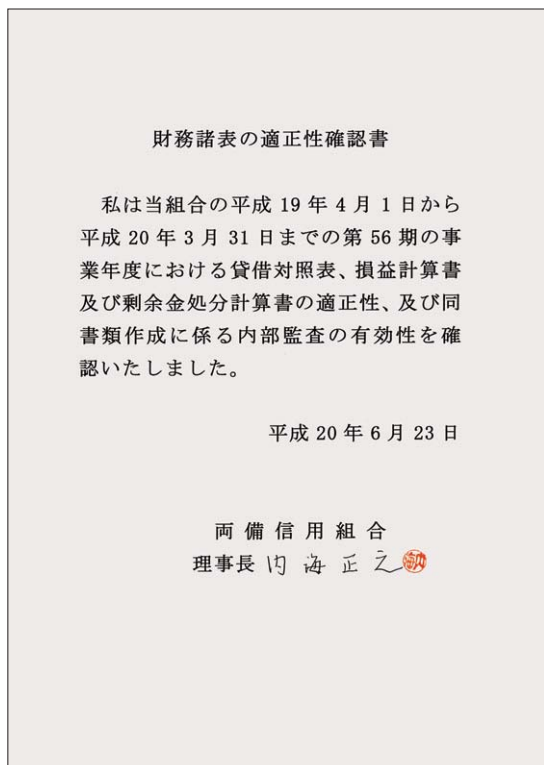 財務諸表の適正性確認書
私は当組合の平成 19 年 4 月 1 日から
平成 20 年 3 月 31 日までの第 56 期の事
業年度における貸借対照表、損益計算書
及び剰余金処分計算書の適正性、及び同
書類作成に係る内部監査の有効性を確
認いたしました。
平成 20 年 6 月 23 日
両備信用組合
理事長 内海正之